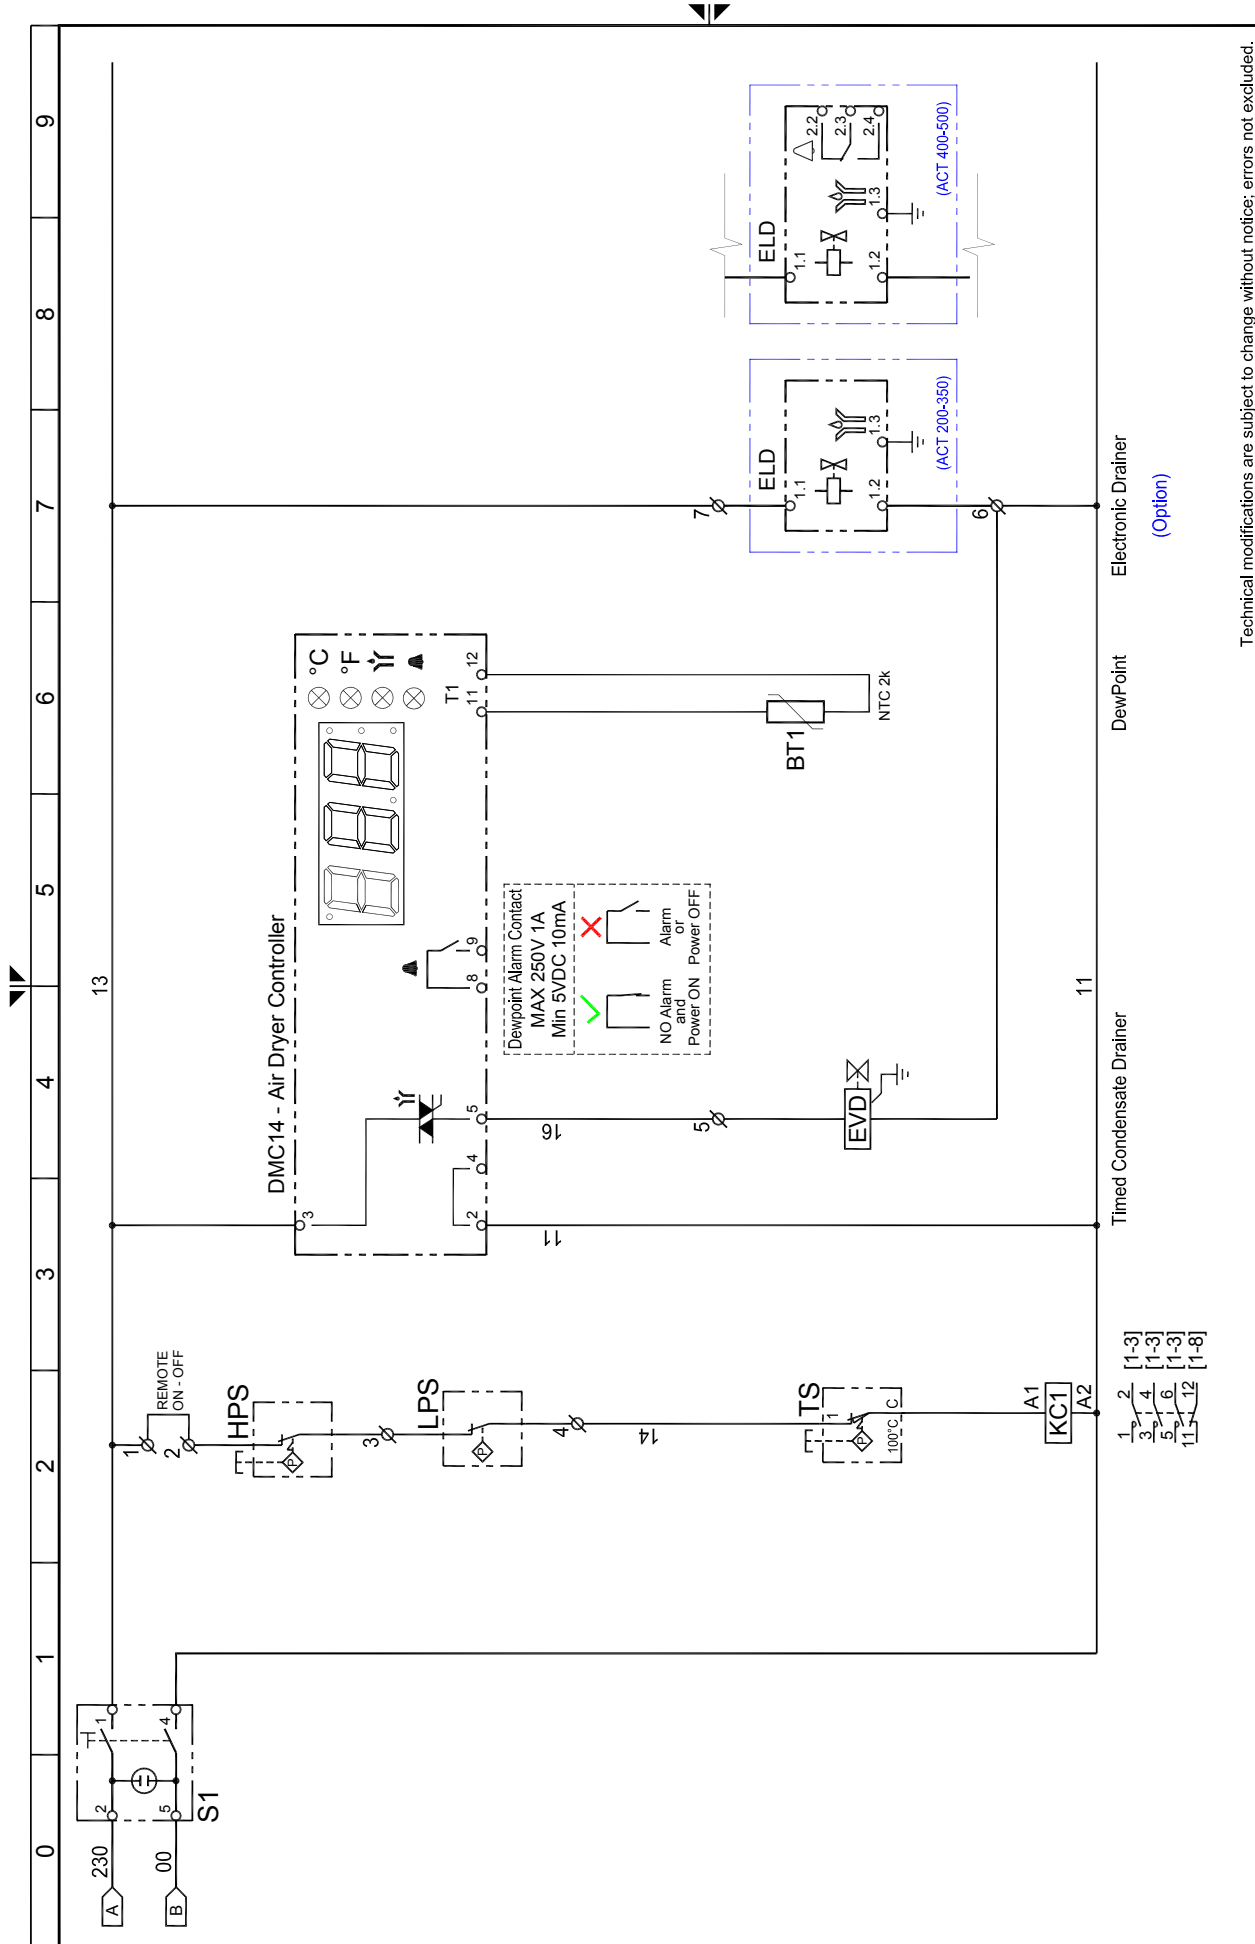 0 1 2 3 4 5 6 7 8 9
A 230
B 00
2 1
5 4
S1
13
1
2
REMOTE
ON - OFF
HPS
P
3
LPS
P
4
14
TS
1
P
100°C C
A1
KC1
A2
1 2 [1-3]
3 4 [1-3]
5 6 [1-3]
11 12 [1-8]
DMC14 - Air Dryer Controller
3
2 4 5
8 9
T1
11 12
°C
°F
11
16
5
EVD
Dewpoint Alarm Contact
MAX 250V 1A
Min 5VDC 10mA
NO Alarm
and
Power ON
Alarm
or
Power OFF
BT1
NTC 2k
7
ELD
1.1
1.2
1.3
(ACT 200-350)
6
ELD
1.1
1.2
1.3
2.2
2.3
2.4
(ACT 400-500)
11
Timed Condensate Drainer
DewPoint
Electronic Drainer
(Option)
Technical modifications are subject to change without notice; errors not excluded.